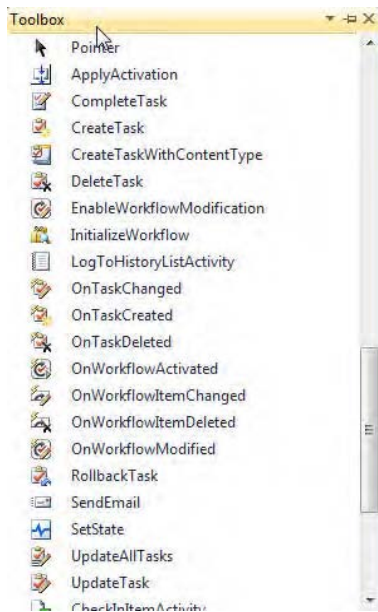 Toolbox
Pointer
ApplyActivation
CompleteTask
CreateTask
CreateTaskWithContentType
DeleteTask
EnableWorkflowModification
InitializeWorkflow
LogToHistoryListActivity
OnTaskChanged
OnTaskCreated
OnTaskDeleted
OnWorkflowActivated
OnWorkflowItemChanged
OnWorkflowItemDeleted
OnWorkflowModified
RollbackTask
SendEmail
SetState
UpdateAllTasks
UpdateTask
CheckInItemActivity